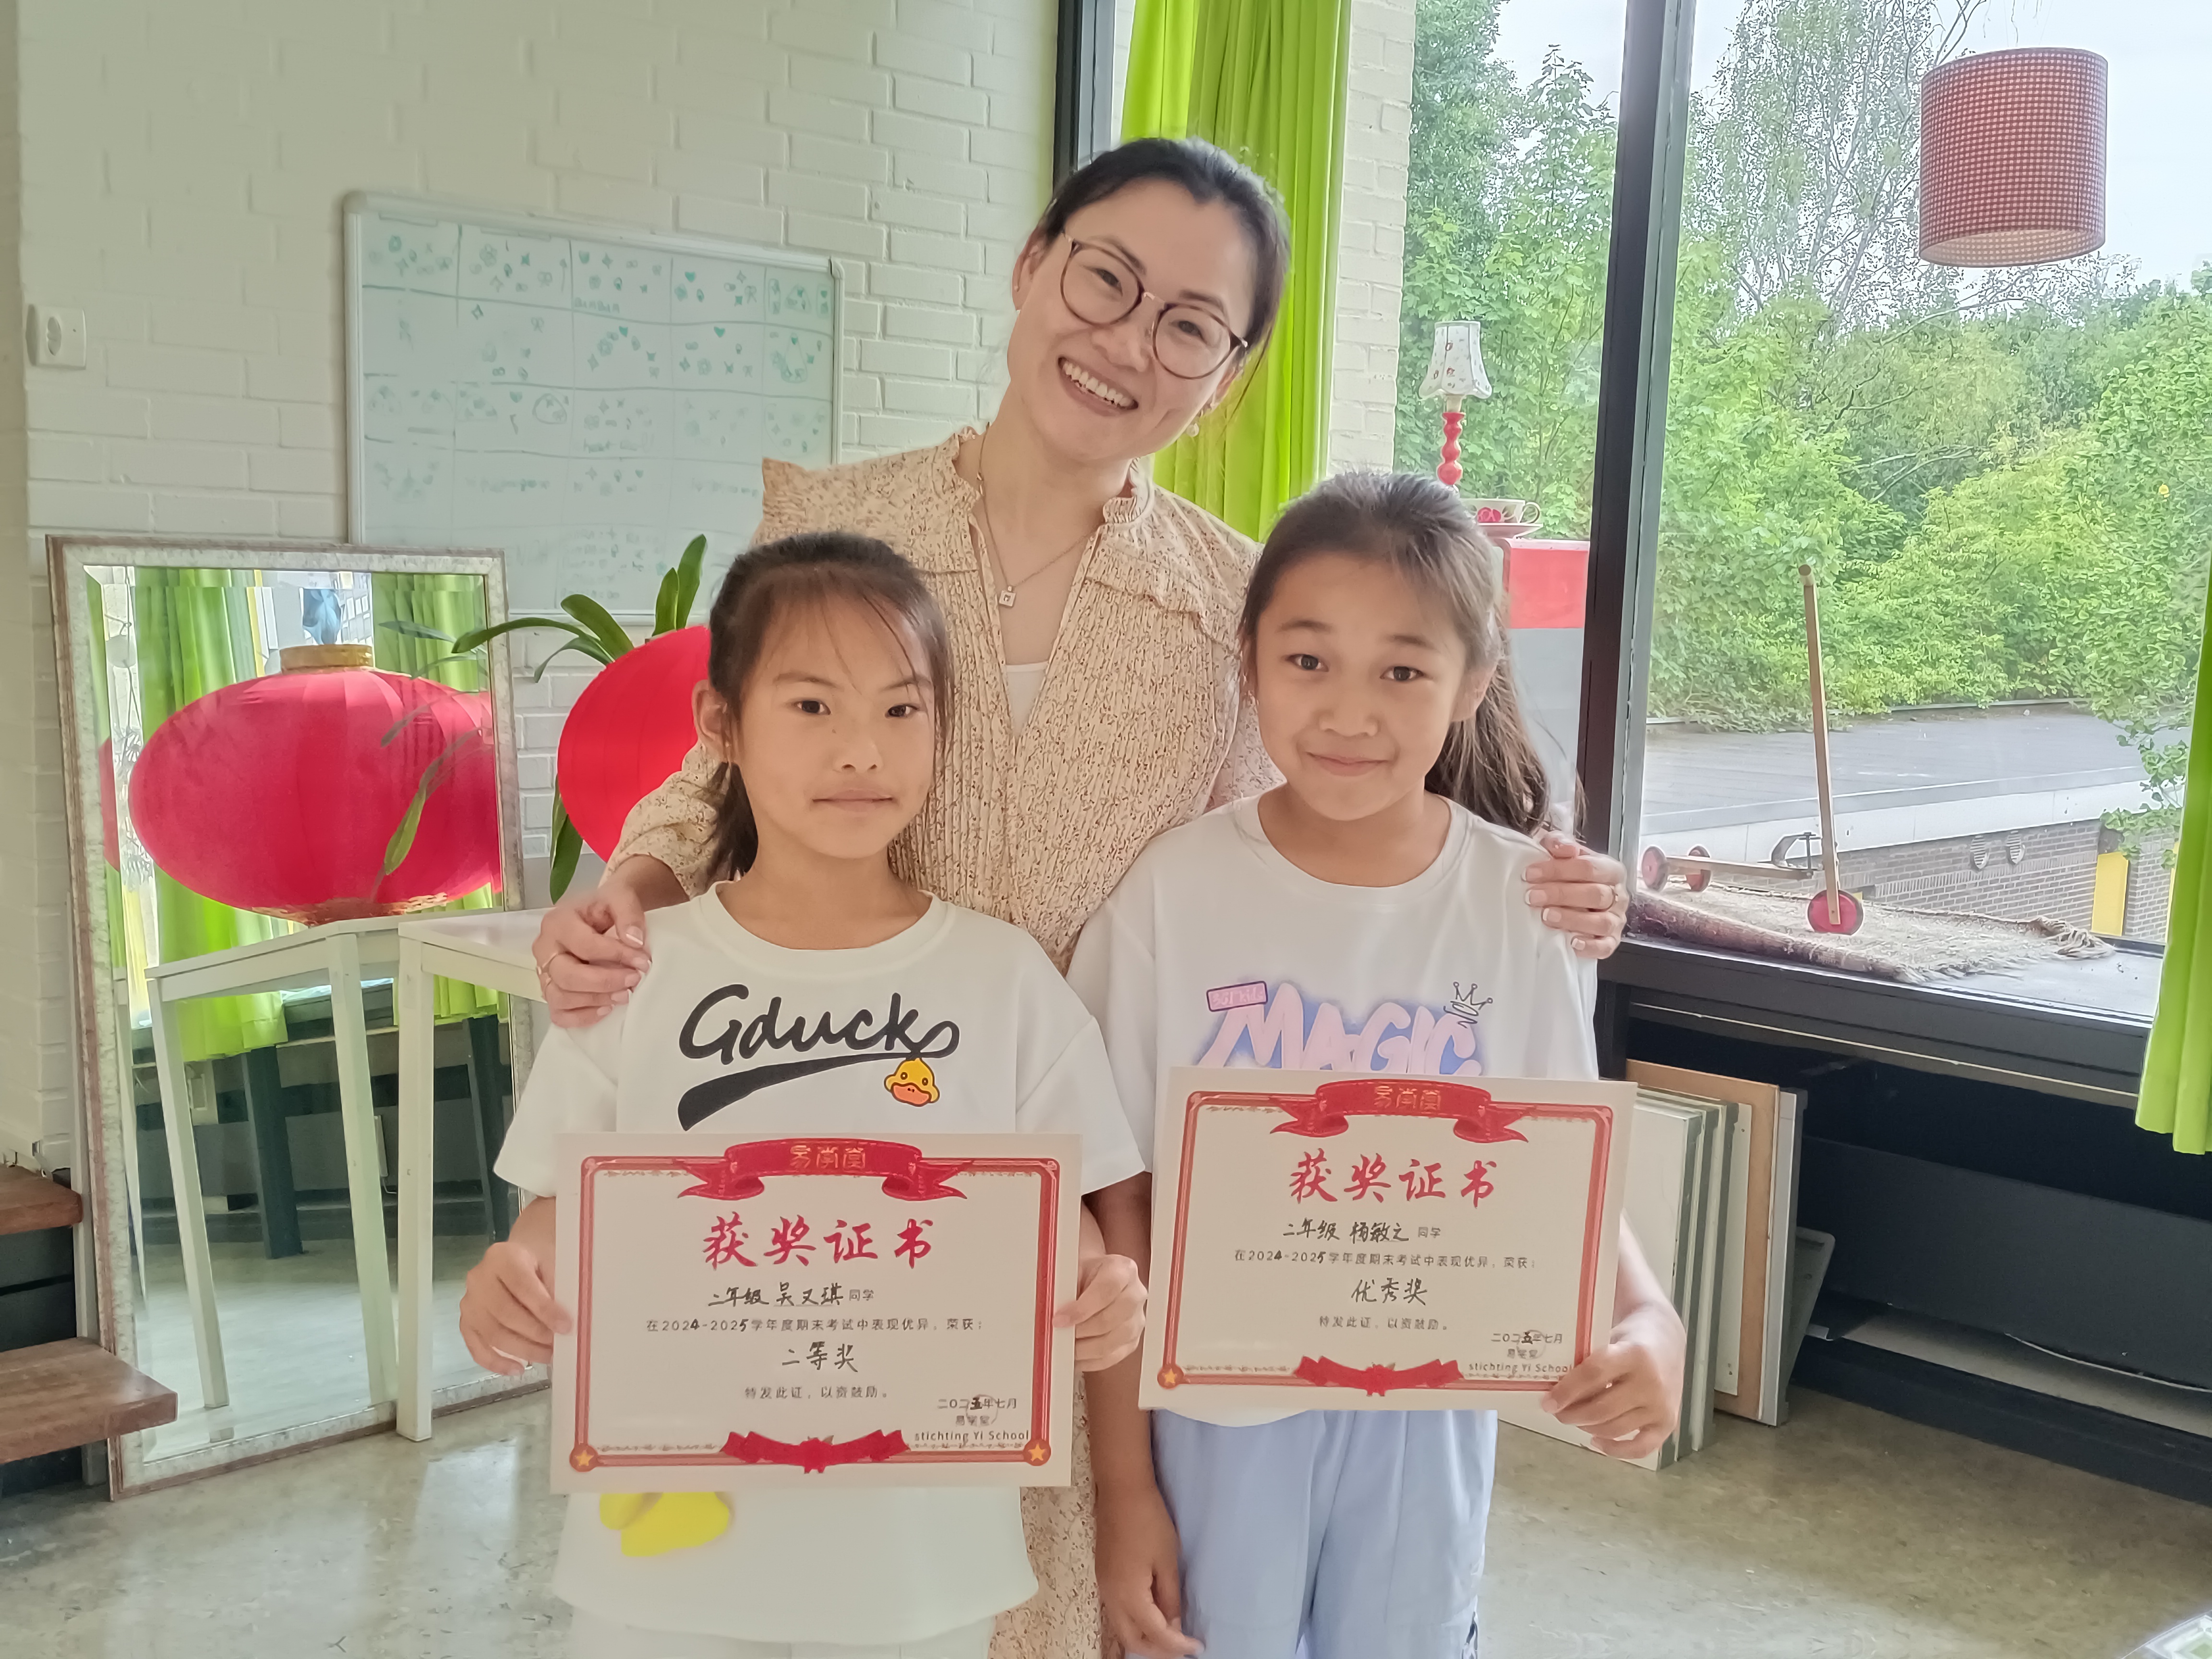 Gduck
MAGIC
易學堂
获奖证书
二年级 吴又琪 同学
在2024-2025学年度期末考试中表现优异，荣获：
二等奖
特发此证，以资鼓励。
二〇二五年七月
易学堂
stichting Yi School
易學堂
获奖证书
二年级 杨敏之 同学
在2024-2025学年度期末考试中表现优异，荣获：
优秀奖
特发此证，以资鼓励。
二〇二五年七月
易学堂
stichting Yi School